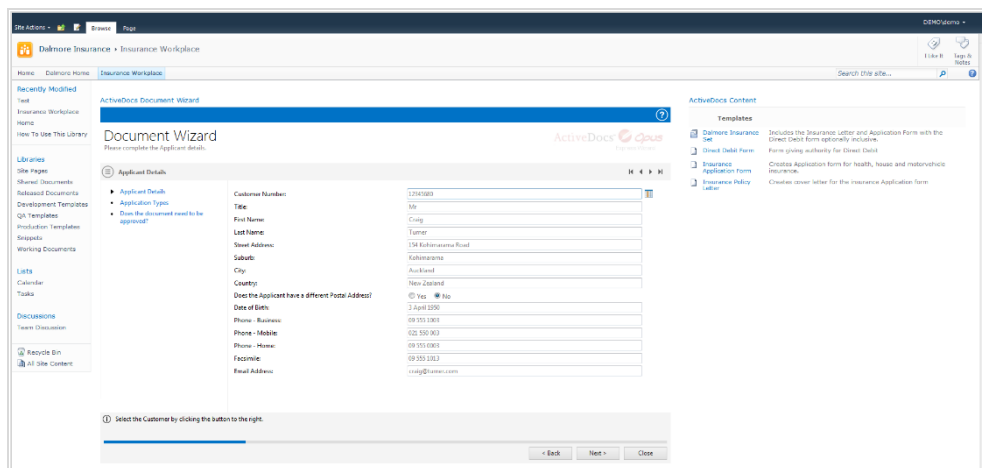 DEMO\demo
Site Actions Browse Page
Dalmore Insurance › Insurance Workplace
I Like It
Tags & Notes
Home Dalmore Home Insurance Workplace
Search this site...
Recently Modified
Test
Insurance Workplace
Home
How To Use This Library
Libraries
Site Pages
Shared Documents
Released Documents
Development Templates
QA Templates
Production Templates
Snippets
Working Documents
Lists
Calendar
Tasks
Discussions
Team Discussion
Recycle Bin
All Site Content
ActiveDocs Document Wizard
Document Wizard
Please complete the Applicant details.
ActiveDocs Opus
Applicant Details
Applicant Details
Application Types
Does the document need to be
approved?
Customer Number:
Title: Mr
First Name: Craig
Last Name: Turner
Street Address: 154 Kohimarama Road
Suburb: Kohimarama
City: Auckland
Country: New Zealand
Does the Applicant have a different Postal Address? Yes No
Date of Birth: 3 April 1990
Phone - Business: 09 555 1003
Phone - Mobile: 021 550 003
Phone - Home: 09 555 0003
Facsimile: 09 555 1013
Email Address: craig@turner.com
Select the Customer by clicking the button to the right.
< Back Next > Close
ActiveDocs Content
Templates
Dalmore Insurance Set
Includes the Insurance Letter and Application Form with the
Direct Debit form optionally inclusive.
Direct Debit Form Form giving authority for Direct Debit
Insurance Application Form
Creates Application form for health, house and motorvehicle
insurance.
Insurance Policy Letter
Creates cover letter for the insurance Application form